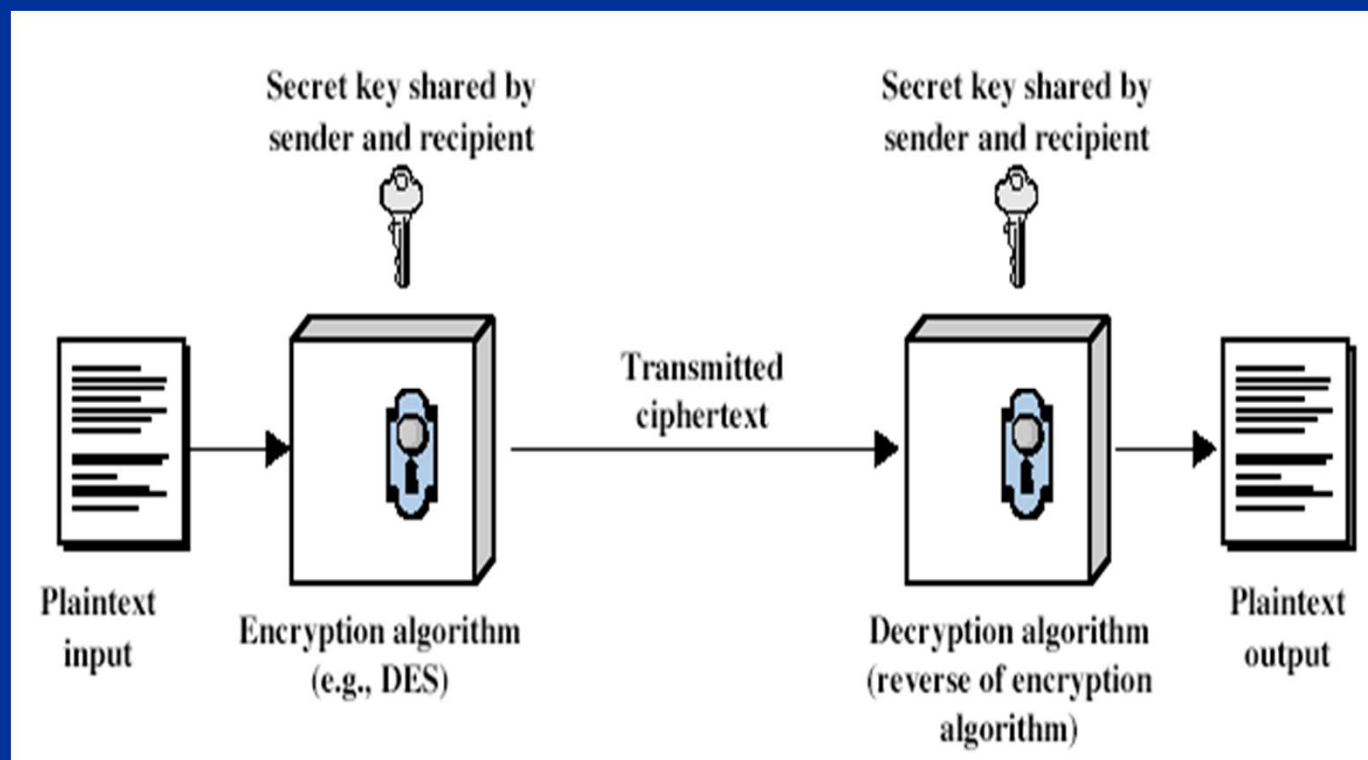 Secret key shared by
sender and recipient
Secret key shared by
sender and recipient
Transmitted
ciphertext
Plaintext
input
Encryption algorithm
(e.g., DES)
Decryption algorithm
(reverse of encryption
algorithm)
Plaintext
output